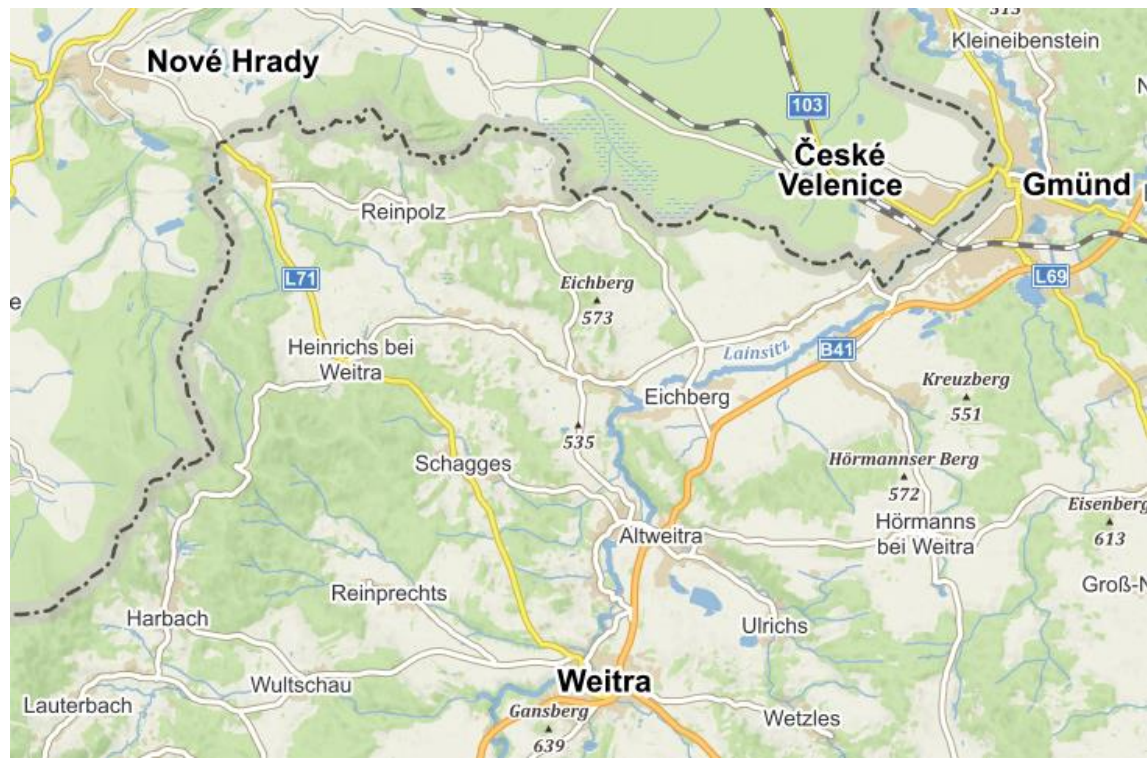 515
Kleineibenstein
Nové Hrady
103
České
Velenice
Gmünd
Reinpolz
L71
L69
Eichberg
573
Lainsitz
B41
Heinrichs bei
Weitra
Eichberg
Kreuzberg
551
535
Schagges
Hörmannser Berg
572
Eisenberg
613
Altweitra
Hörmanns
bei Weitra
Groß-N
Reinprechts
Harbach
Ulrichs
Wultschau
Weitra
Lauterbach
Gansberg
639
Wetzles